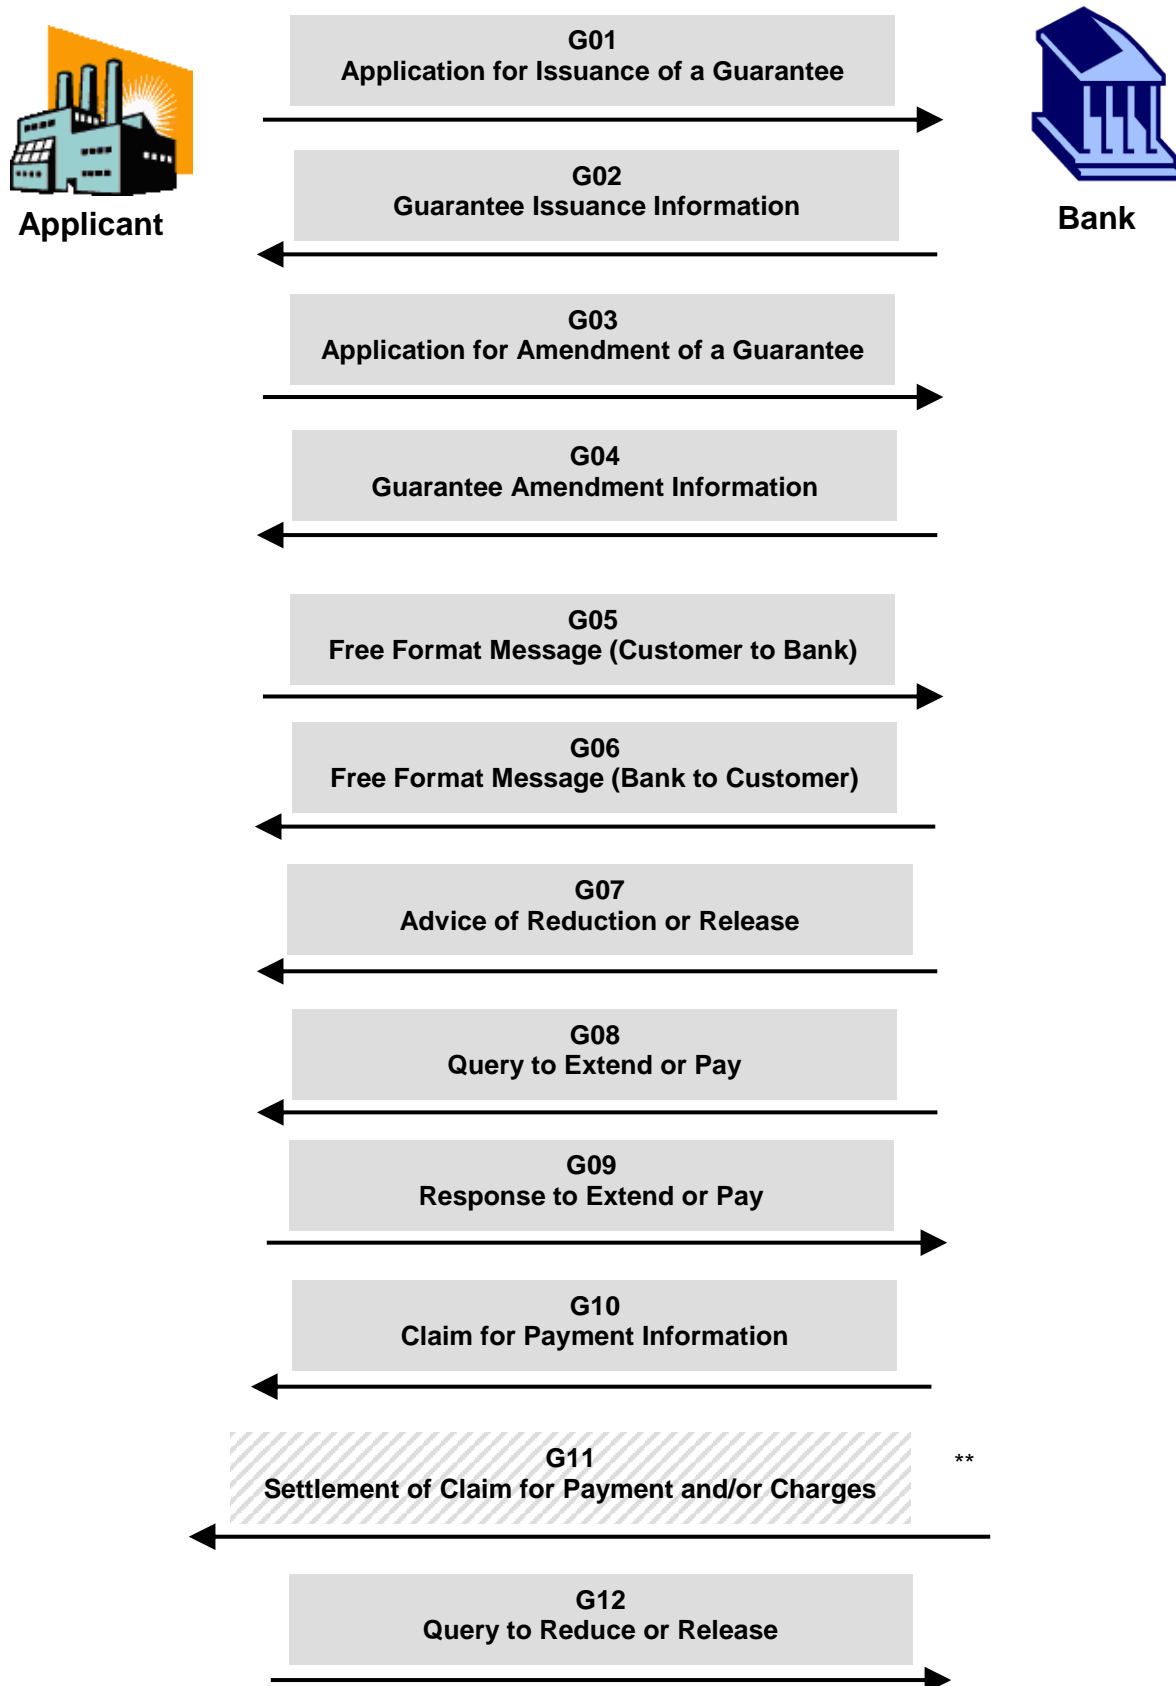 G01
Application for Issuance of a Guarantee
G02
Guarantee Issuance Information
Applicant
Bank
G03
Application for Amendment of a Guarantee
G04
Guarantee Amendment Information
G05
Free Format Message (Customer to Bank)
G06
Free Format Message (Bank to Customer)
G07
Advice of Reduction or Release
G08
Query to Extend or Pay
G09
Response to Extend or Pay
G10
Claim for Payment Information
G11
**
Settlement of Claim for Payment and/or Charges
G12
Query to Reduce or Release